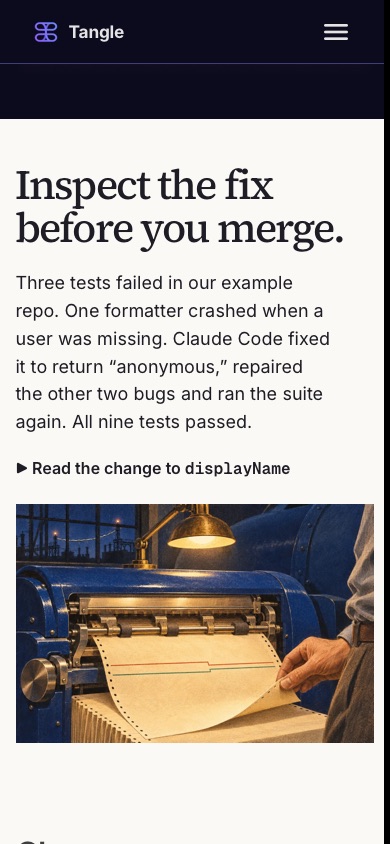 Tangle
Inspect the fix
before you merge.
Three tests failed in our example
repo. One formatter crashed when a
user was missing. Claude Code fixed
it to return “anonymous,” repaired
the other two bugs and ran the suite
again. All nine tests passed.
Read the change to displayName